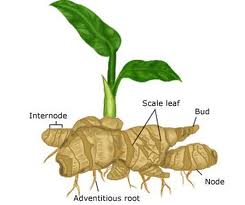 Scale leaf
Internode
Bud
Node
Adventitious root